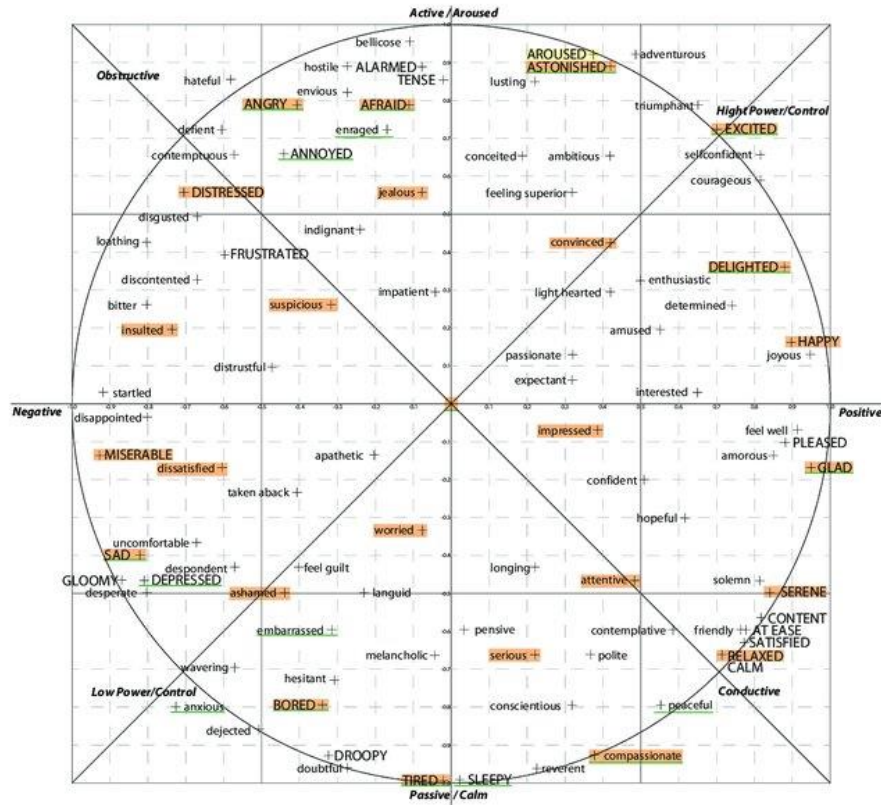 Active / Aroused
bellicose
AROUSED
adventurous
hostile
ALARMED
ASTONISHED
Obstructive
hateful
TENSE
lusting
envious
ANGRY
AFRAID
triumphant
Hight Power/Control
defient
enraged
EXCITED
contemptuous
ANNOYED
conceited
ambitious
selfconfident
courageous
DISTRESSED
jealous
feeling superior
disgusted
indignant
loathing
convinced
FRUSTRATED
DELIGHTED
discontented
enthusiastic
impatient
light hearted
bitter
suspicious
determined
insulted
amused
HAPPY
passionate
joyous
distrustful
expectant
startled
interested
Negative
Positive
disappointed
impressed
feel well
PLEASED
MISERABLE
apathetic
amorous
dissatisfied
GLAD
confident
taken aback
hopeful
worried
uncomfortable
SAD
despondent
feel guilt
longing
GLOOMY
DEPRESSED
attentive
solemn
desperate
ashamed
languid
SERENE
CONTENT
embarrassed
pensive
contemplative
friendly
AT EASE
SATISFIED
melancholic
serious
polite
RELAXED
wavering
CALM
hesitant
Low Power/Control
Conductive
anxious
BORED
conscientious
peaceful
dejected
DROOPY
compassionate
doubtful
reverent
TIRED
SLEEPY
Passive / Calm